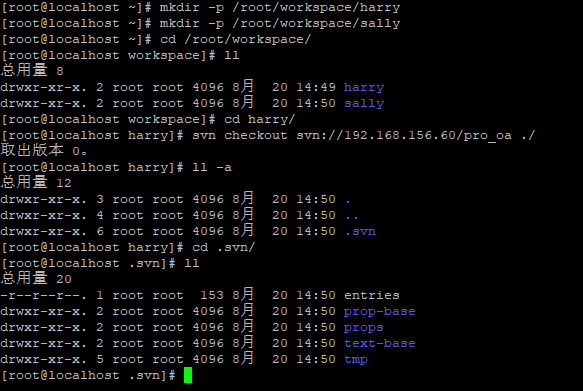 [root@localhost ~]# mkdir -p /root/workspace/harry
[root@localhost ~]# mkdir -p /root/workspace/sally
[root@localhost ~]# cd /root/workspace/
[root@localhost workspace]# ll
总用量 8
drwxr-xr-x. 2 root root 4096 8月  20 14:49 harry
drwxr-xr-x. 2 root root 4096 8月  20 14:50 sally
[root@localhost workspace]# cd harry/
[root@localhost harry]# svn checkout svn://192.168.156.60/pro_oa ./
取出版本 0。
[root@localhost harry]# ll -a
总用量 12
drwxr-xr-x. 3 root root 4096 8月  20 14:50 .
drwxr-xr-x. 4 root root 4096 8月  20 14:50 ..
drwxr-xr-x. 6 root root 4096 8月  20 14:50 .svn
[root@localhost harry]# cd .svn/
[root@localhost .svn]# ll
总用量 20
-r--r--r--. 1 root root  153 8月  20 14:50 entries
drwxr-xr-x. 2 root root 4096 8月  20 14:50 prop-base
drwxr-xr-x. 2 root root 4096 8月  20 14:50 props
drwxr-xr-x. 2 root root 4096 8月  20 14:50 text-base
drwxr-xr-x. 5 root root 4096 8月  20 14:50 tmp
[root@localhost .svn]#